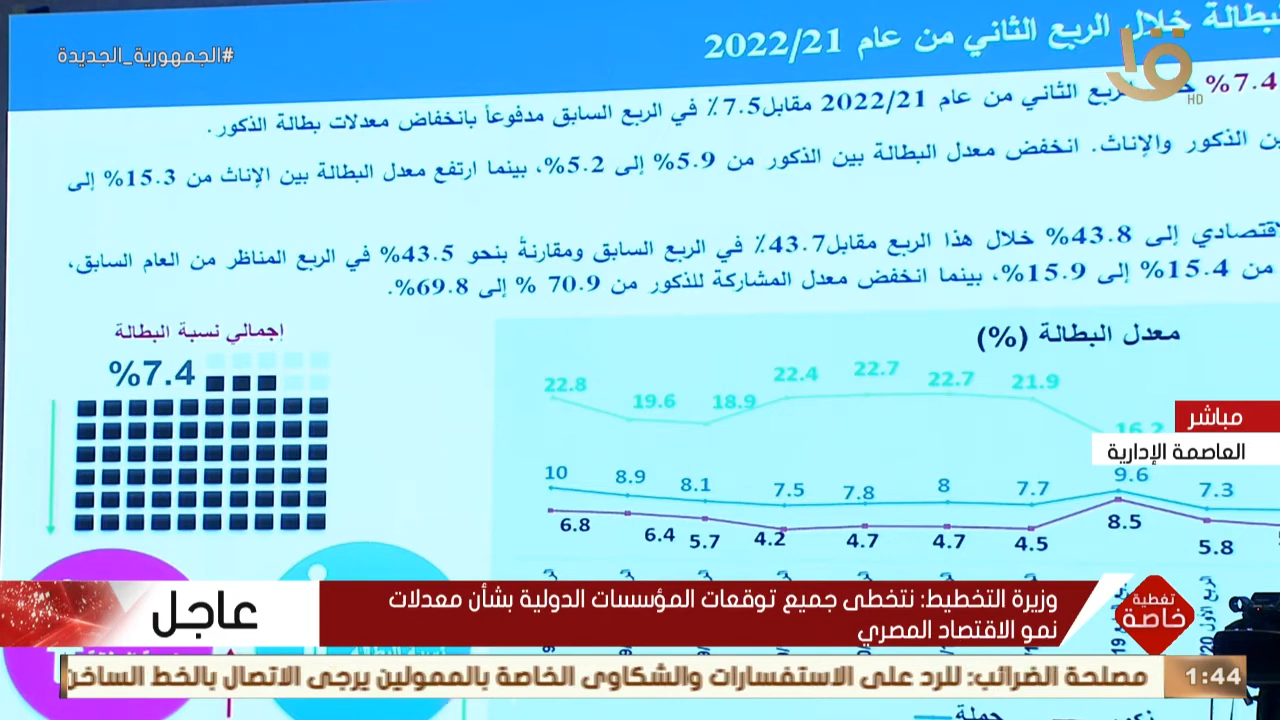 #الجمهورية_الجديدة
خلال الربع الثاني من عام 2022/21
HD
%7.4
الربع الثاني من عام 2022/21 مقابل7.5٪ في الربع السابق مدفوعاً بانخفاض معدلات بطالة الذكور.
الذكور والإناث. انخفض معدل البطالة بين الذكور من 5.9% إلى 5.2%، بينما ارتفع معدل البطالة بين الإناث من 15.3% إلى
إلى 43.8% خلال هذا الربع مقابل43.7٪ في الربع السابق ومقارنةً بنحو 43.5% في الربع المناظر من العام السابق،
من 15.4% إلى 15.9%، بينما انخفض معدل المشاركة للذكور من 70.9 % إلى 69.8%.
إجمالي نسبة البطالة
%7.4
معدل البطالة (%)
22.8 19.6 18.9 22.4 22.7 22.7 21.9 16.2
10 8.9 8.1 7.5 7.8 8 7.7 9.6 7.3
6.8 6.4 5.7 4.2 4.7 4.7 4.5 8.5 5.8
مباشر
العاصمة الإدارية
الربع الأول
عاجل
وزيرة التخطيط: نتخطى جميع توقعات المؤسسات الدولية بشأن معدلات
نمو الاقتصاد المصري
تغطية
خاصة
مصلحة الضرائب: للرد على الاستفسارات والشكاوى الخاصة بالممولين يرجى الاتصال بالخط الساخن
1:44
جملة